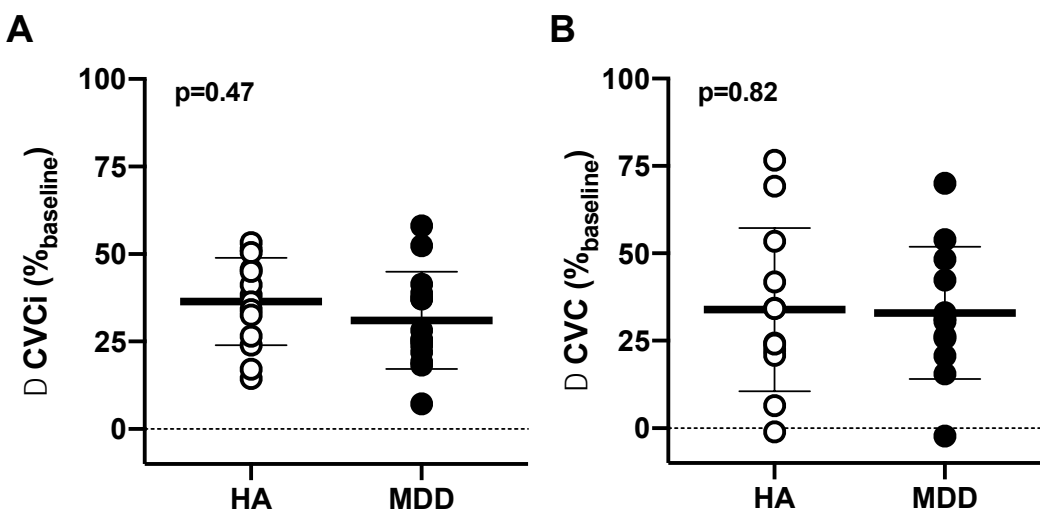 A
100
75
50
25
0
D CVCi (%baseline)
p=0.47
HA
MDD
B
100
75
50
25
0
D CVC (%baseline)
p=0.82
HA
MDD